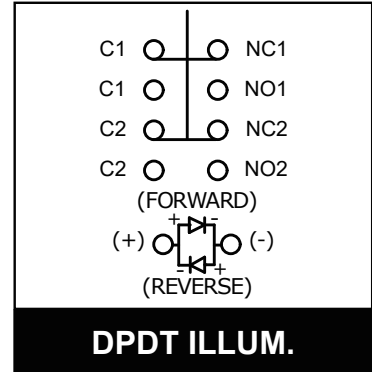 C1 NC1
C1 NO1
C2 NC2
C2 NO2
(FORWARD)
+ -
(+) (-)
- +
(REVERSE)
DPDT ILLUM.